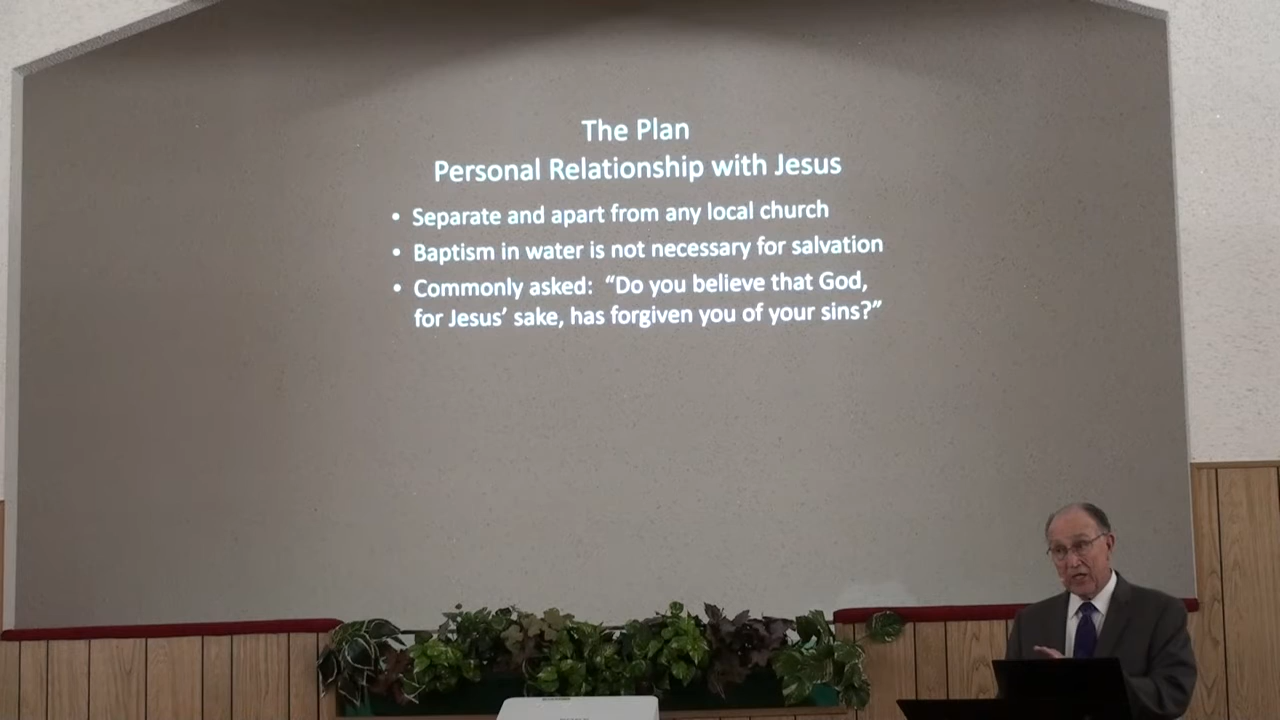 The Plan
Personal Relationship with Jesus
• Separate and apart from any local church
• Baptism in water is not necessary for salvation
• Commonly asked: “Do you believe that God,
for Jesus’ sake, has forgiven you of your sins?”